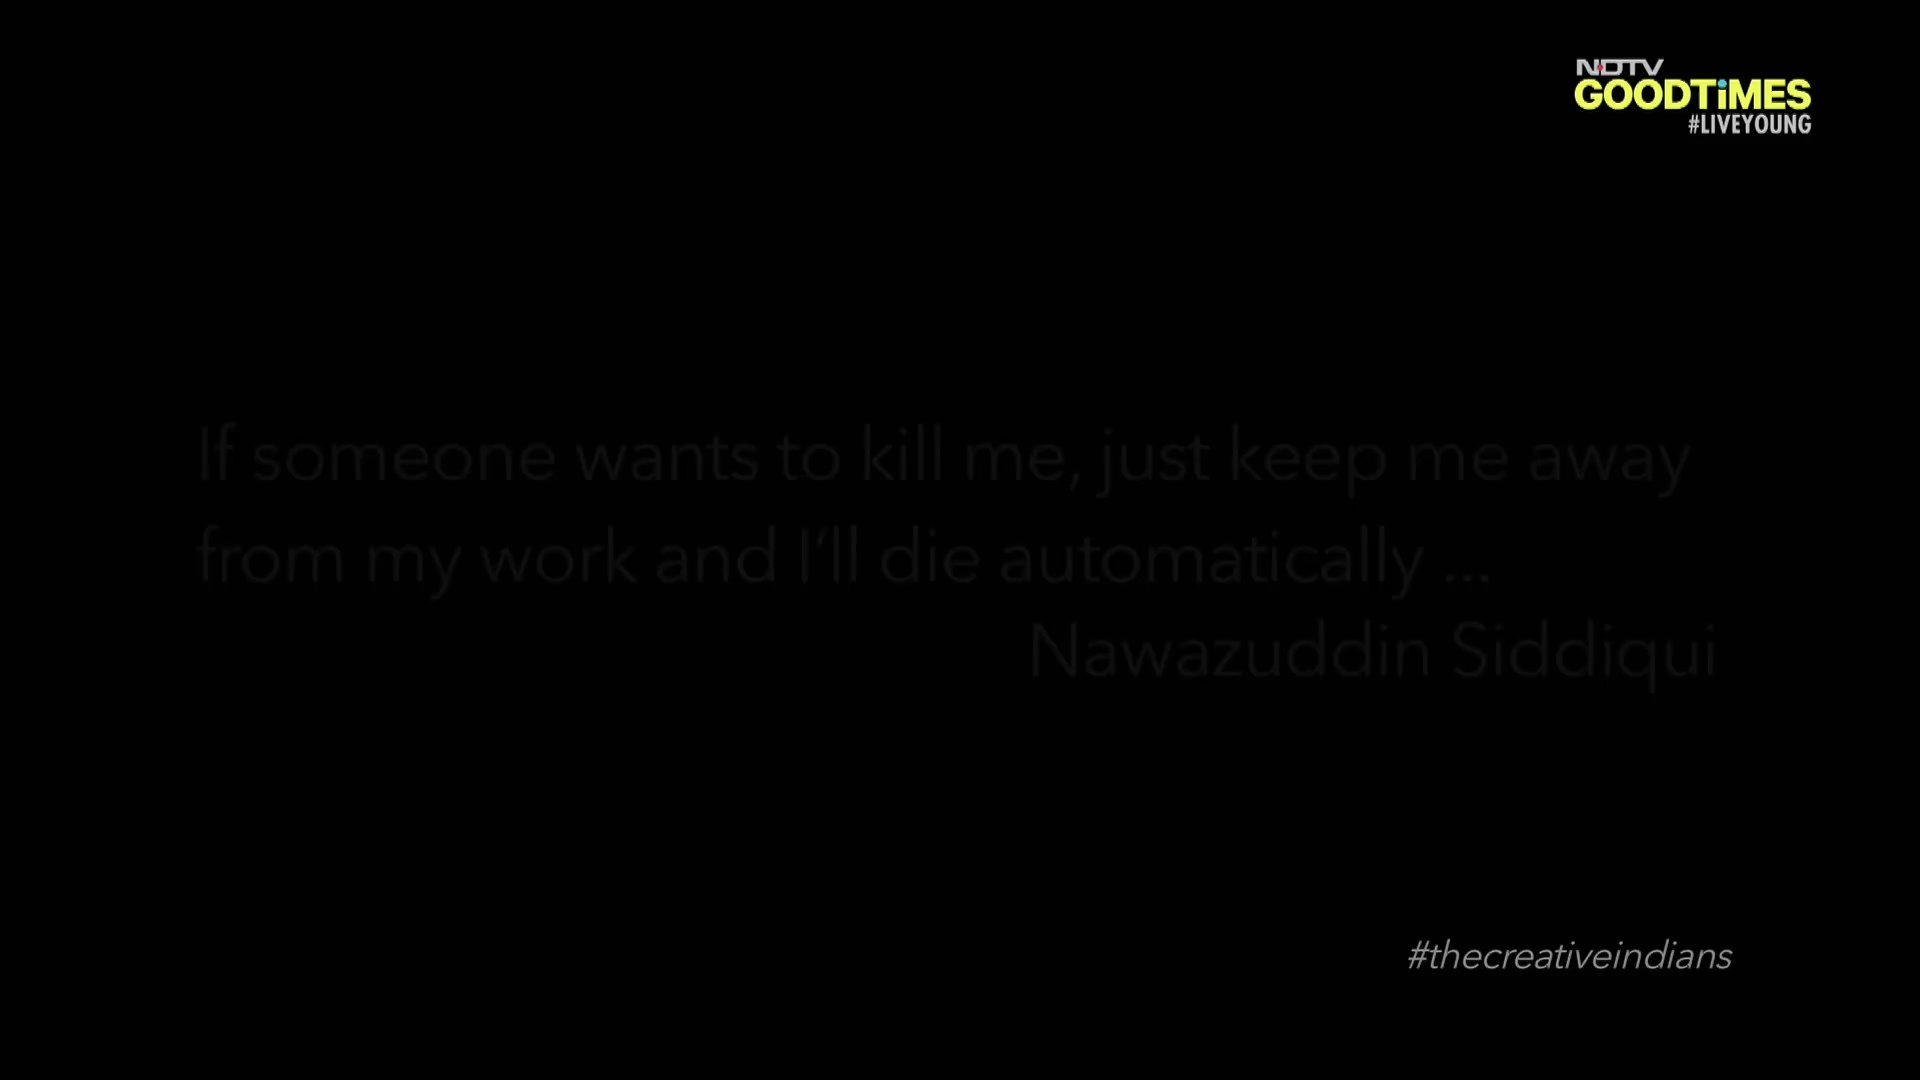 NDTV
GOODTiMES
#LIVEYOUNG
If someone wants to kill me, just keep me away
from my work and I'll die automatically ...
Nawazuddin Siddiqui
#thecreativeindians